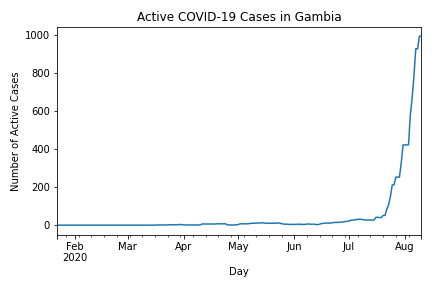 Active COVID-19 Cases in Gambia
Number of Active Cases
1000
800
600
400
200
0
Feb Mar Apr May Jun Jul Aug
2020
Day